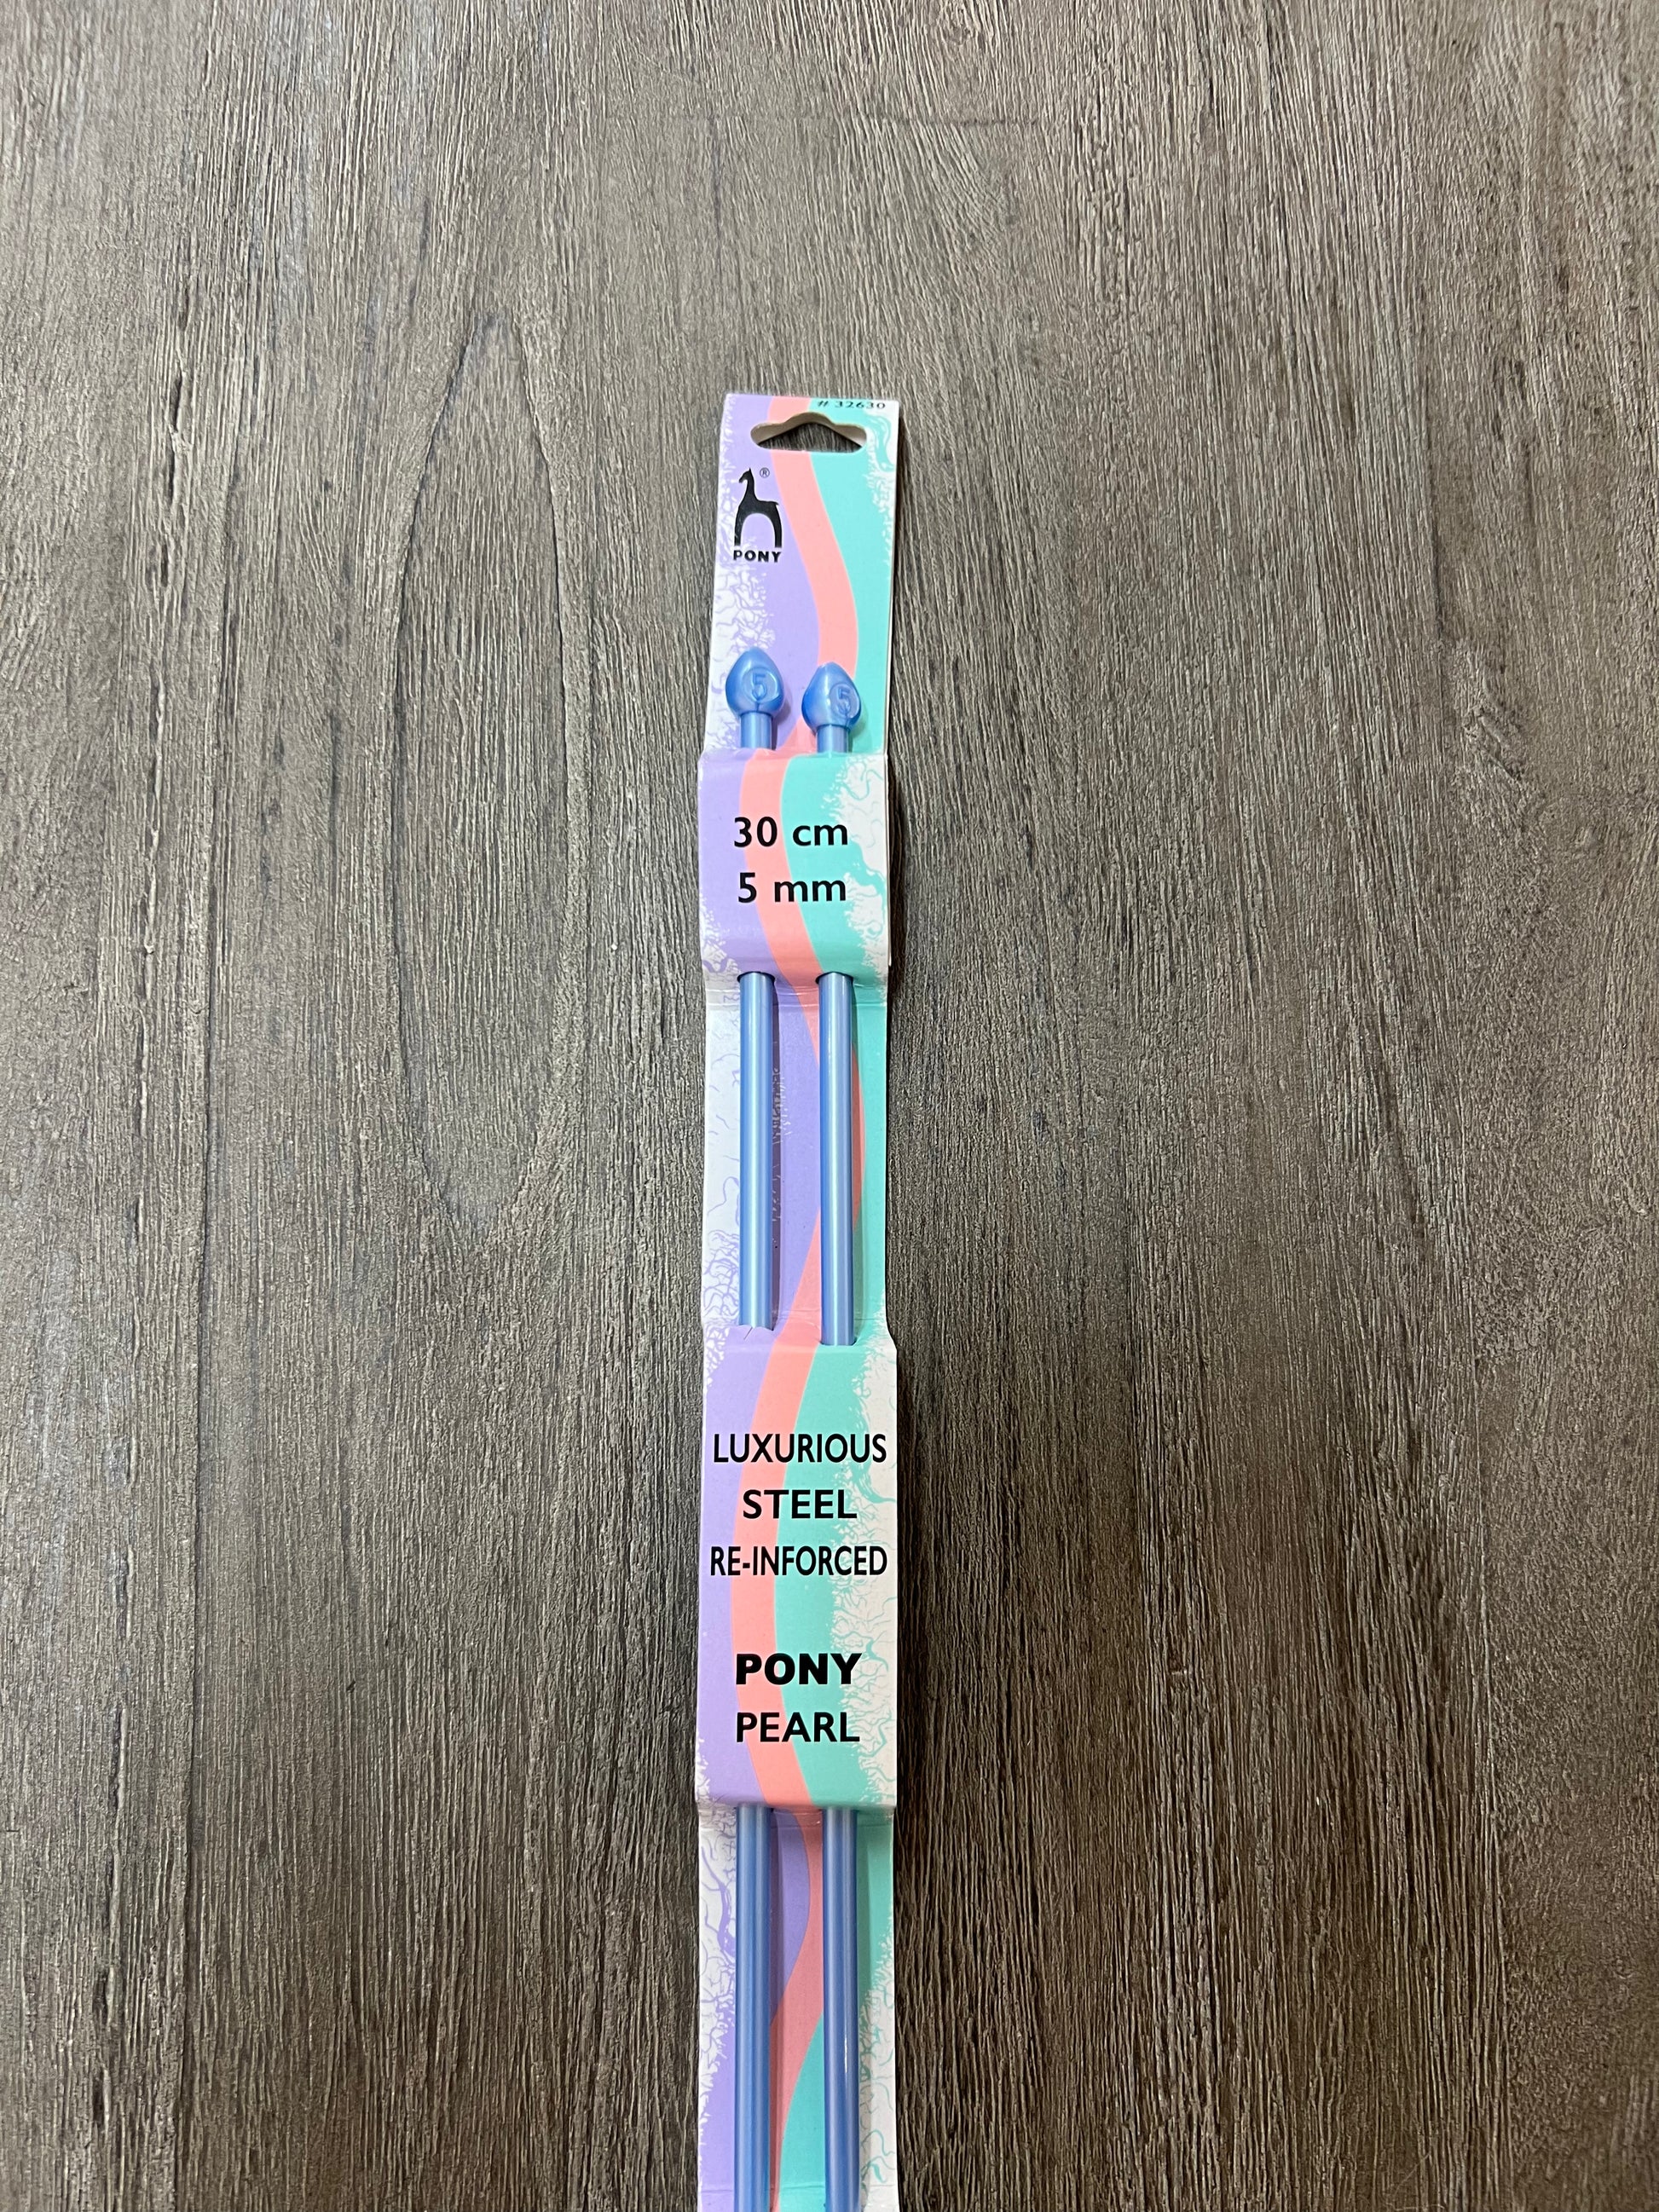 # 32630
®
PONY
5 5
30 cm
5 mm
LUXURIOUS
STEEL
RE-INFORCED
PONY
PEARL